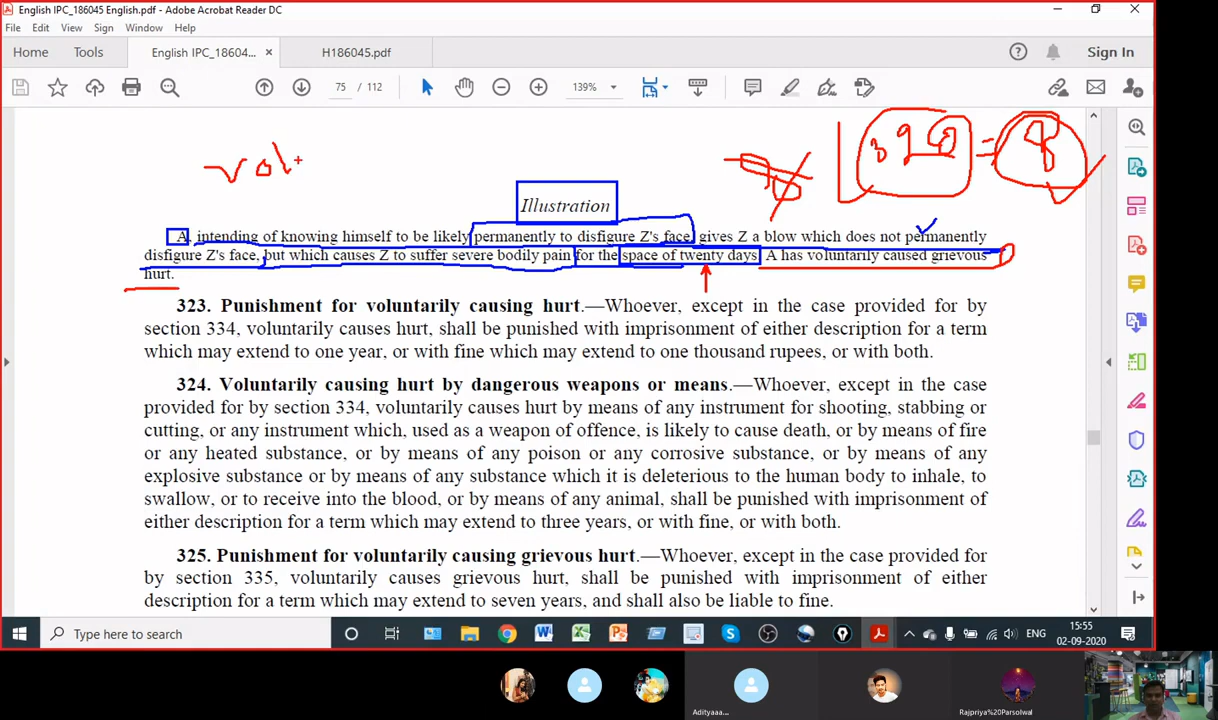 English IPC_186045 English.pdf - Adobe Acrobat Reader DC
File Edit View Sign Window Help
Home Tools English IPC_18604... × H186045.pdf Sign In
75 / 112 139%
vol
320 = 8
Illustration
A, intending of knowing himself to be likely permanently to disfigure Z's face, gives Z a blow which does not permanently
disfigure Z's face, but which causes Z to suffer severe bodily pain for the space of twenty days. A has voluntarily caused grievous
hurt.
323. Punishment for voluntarily causing hurt.—Whoever, except in the case provided for by
section 334, voluntarily causes hurt, shall be punished with imprisonment of either description for a term
which may extend to one year, or with fine which may extend to one thousand rupees, or with both.
324. Voluntarily causing hurt by dangerous weapons or means.—Whoever, except in the case
provided for by section 334, voluntarily causes hurt by means of any instrument for shooting, stabbing or
cutting, or any instrument which, used as a weapon of offence, is likely to cause death, or by means of fire
or any heated substance, or by means of any poison or any corrosive substance, or by means of any
explosive substance or by means of any substance which it is deleterious to the human body to inhale, to
swallow, or to receive into the blood, or by means of any animal, shall be punished with imprisonment of
either description for a term which may extend to three years, or with fine, or with both.
325. Punishment for voluntarily causing grievous hurt.—Whoever, except in the case provided for
by section 335, voluntarily causes grievous hurt, shall be punished with imprisonment of either
description for a term which may extend to seven years, and shall also be liable to fine.
Type here to search
ENG
15:55
02-09-2020
Adityaaa...
Rajpriya%20Parsolwal